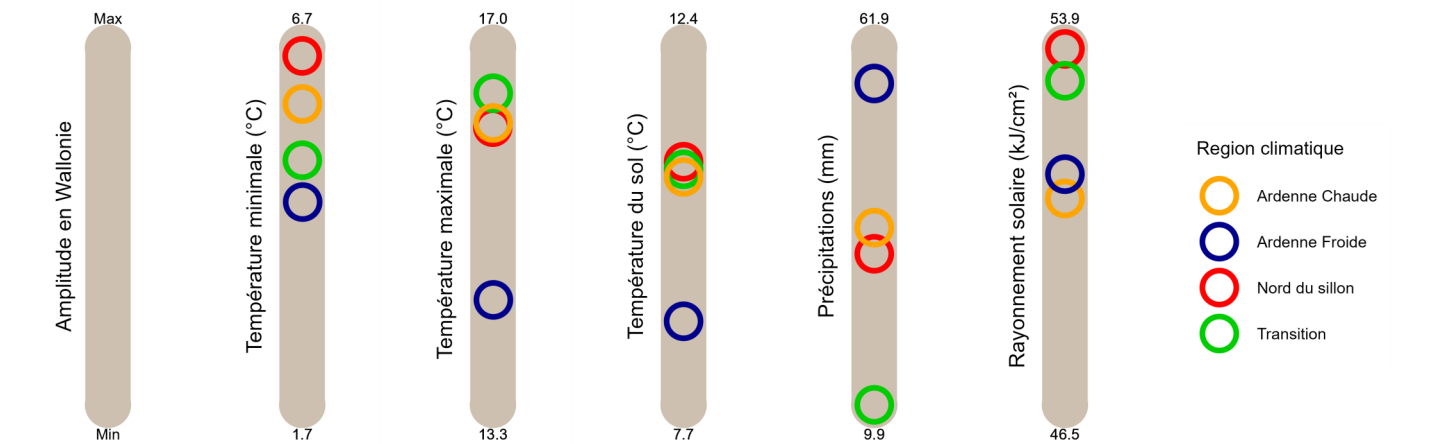 Max
Amplitude en Wallonie
Min
6.7
Température minimale (°C)
1.7
17.0
Température maximale (°C)
13.3
12.4
Température du sol (°C)
7.7
61.9
Précipitations (mm)
9.9
53.9
Rayonnement solaire (kJ/cm²)
46.5
Region climatique
Ardenne Chaude
Ardenne Froide
Nord du sillon
Transition